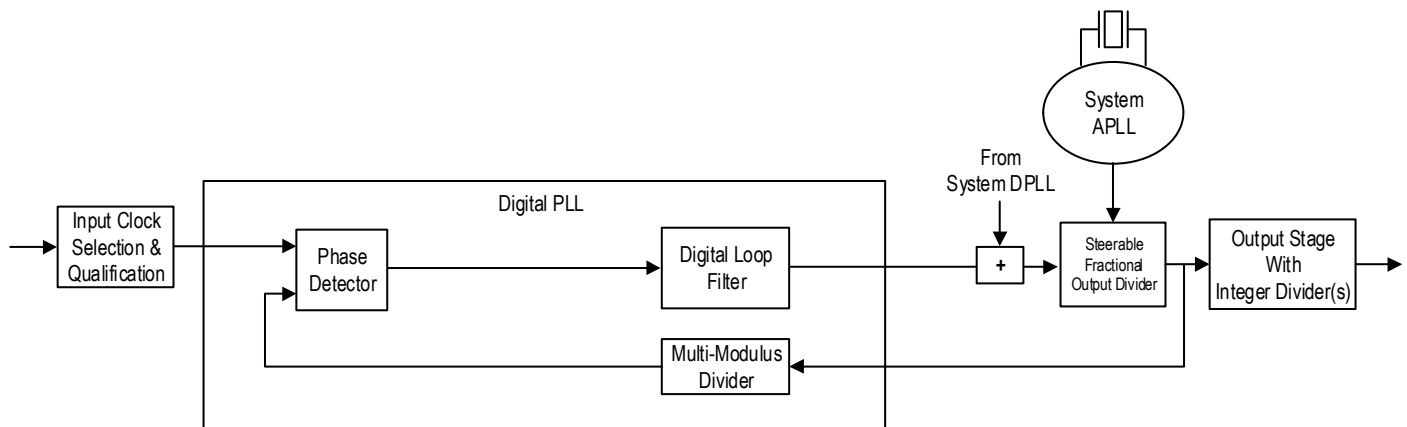 System
APLL
From
System DPLL
Digital PLL
Input Clock
Selection &
Qualification
Phase
Detector
Digital Loop
Filter
+
Steerable
Fractional
Output Divider
Output Stage
With
Integer Divider(s)
Multi-Modulus
Divider